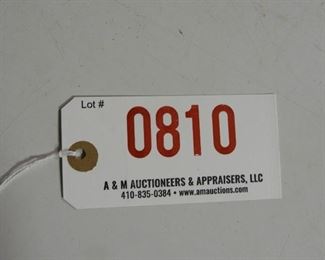 Lot #
0810
A & M AUCTIONEERS & APPRAISERS, LLC
410-835-0384 • www.amauctions.com